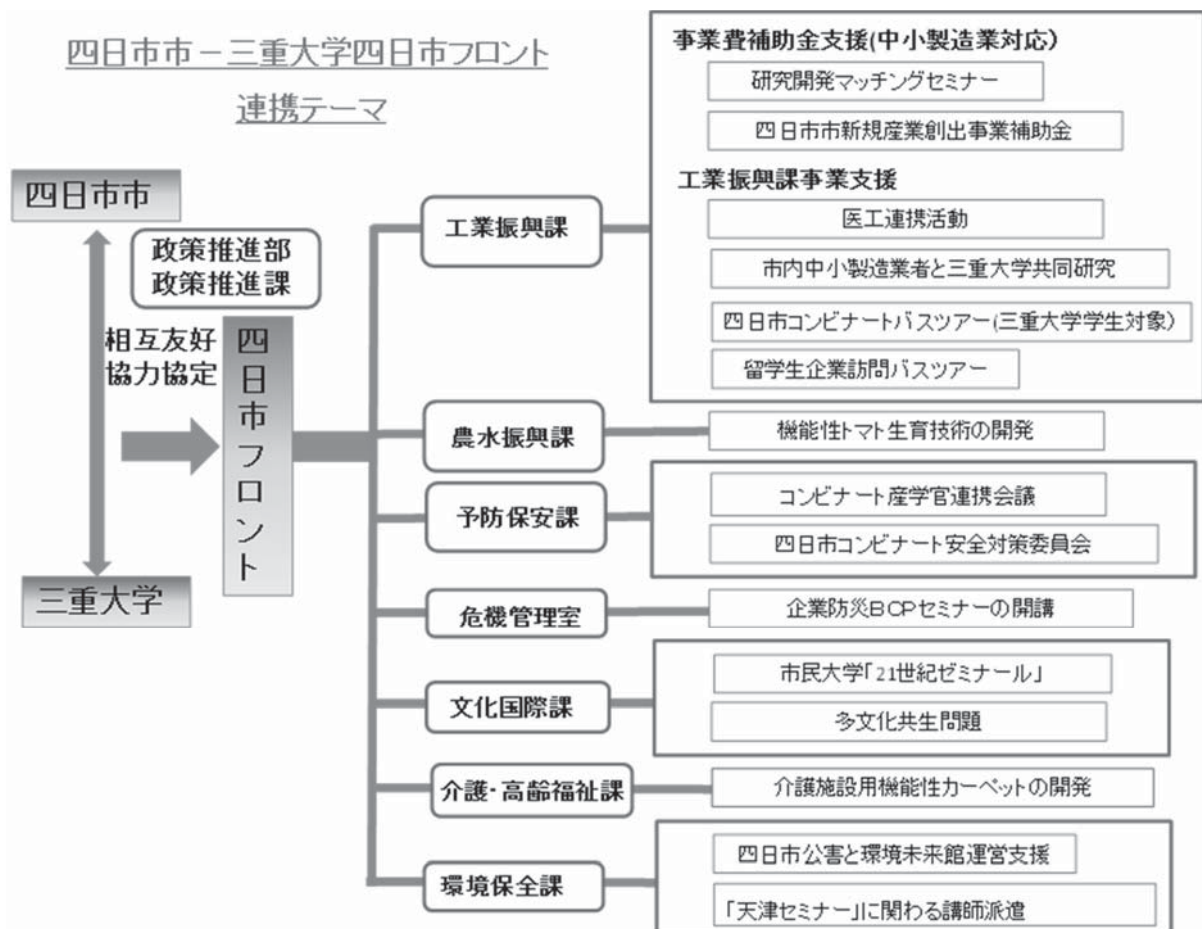 四日市市－三重大学四日市フロント
連携テーマ
四日市市
政策推進部
政策推進課
相互友好
協力協定
四日市フロント
三重大学
工業振興課
事業費補助金支援(中小製造業対応)
研究開発マッチングセミナー
四日市市新規産業創出事業補助金
工業振興課事業支援
医工連携活動
市内中小製造業者と三重大学共同研究
四日市コンビナートバスツアー(三重大学学生対象)
留学生企業訪問バスツアー
農水振興課
機能性トマト生育技術の開発
予防保安課
コンビナート産学官連携会議
四日市コンビナート安全対策委員会
危機管理室
企業防災BCPセミナーの開講
文化国際課
市民大学「21世紀ゼミナール」
多文化共生問題
介護・高齢福祉課
介護施設用機能性カーペットの開発
環境保全課
四日市公害と環境未来館運営支援
「天津セミナー」に関わる講師派遣